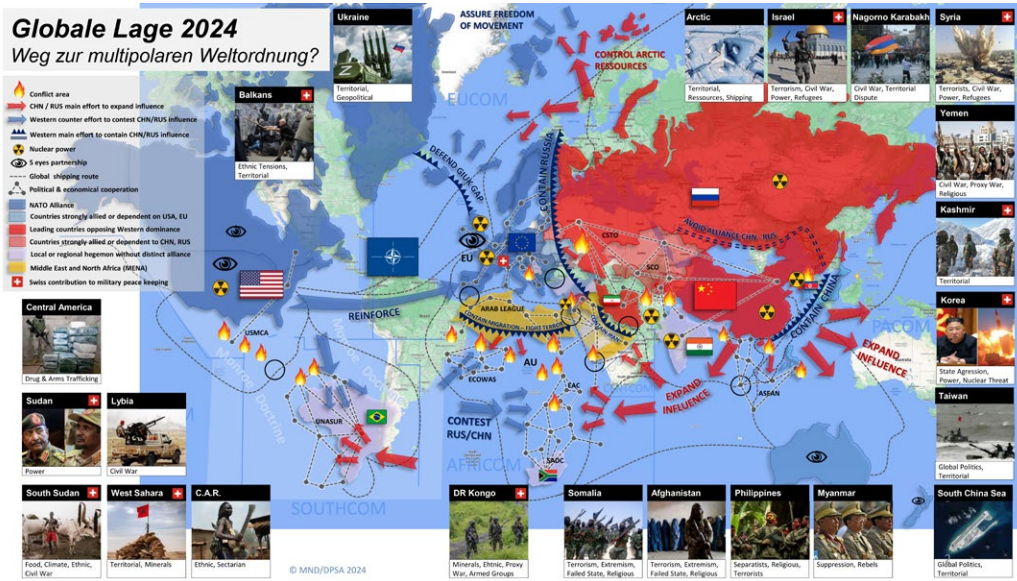 Globale Lage 2024
Weg zur multipolaren Weltordnung?
Conflict area
CHN / RUS main effort to expand influence
Western counter effort to contest CHN/RUS influence
Western main effort to contain CHN/RUS influence
Nuclear power
5 eyes partnership
Global shipping route
Political & economical cooperation
NATO Alliance
Countries strongly allied or dependent on USA, EU
Leading countries opposing Western dominance
Countries strongly allied or dependent to CHN, RUS
Local or regional hegemon without distinct alliance
Middle East and North Africa (MENA)
Swiss contribution to military peace keeping
Balkans
Ethnic Tensions,
Territorial
Ukraine
Z
Territorial,
Geopolitical
ASSURE FREEDOM
OF MOVEMENT
CONTROL ARCTIC
RESSOURCES
EUCOM
Arctic
Territorial,
Ressources, Shipping
Israel
Terrorism, Civil War,
Power, Refugees
Nagorno Karabakh
Civil War, Territorial
Dispute
Syria
Terrorists, Civil War,
Power, Refugees
Yemen
Civil War, Proxy War,
Religious
Kashmir
Territorial
Korea
State Agression,
Power, Nuclear Threat
Taiwan
Global Politics,
Territorial
South China Sea
Global Politics,
Territorial
DEFEND GIUK GAP
CONTAIN RUSSIA
AVOID ALLIANCE CHN - RUS
CONTAIN CHINA
CSTO
SCO
EU
ARAB LEAGUE
CONTAIN MIGRATION - FIGHT TERROR
REINFORCE
USMCA
Monroe Doctrine
ECOWAS
AU
EAC
SADC
UNASUR
ASEAN
CONTEST
RUS/CHN
EXPAND
INFLUENCE
EXPAND
INFLUENCE
PACOM
AFRICOM
SOUTHCOM
Central America
Drug & Arms Trafficking
Sudan
Power
Lybia
Civil War
South Sudan
Food, Climate, Ethnic,
Civil War
West Sahara
Territorial, Minerals
C.A.R.
Ethnic, Sectarian
© MND/DPSA 2024
DR Kongo
Minerals, Ehtnic, Proxy
War, Armed Groups
Somalia
Terrorism, Extremism,
Failed State, Religious
Afghanistan
Terrorism, Extremism,
Failed State, Religious
Philippines
Separatists, Religious,
Terrorists
Myanmar
Suppression, Rebels